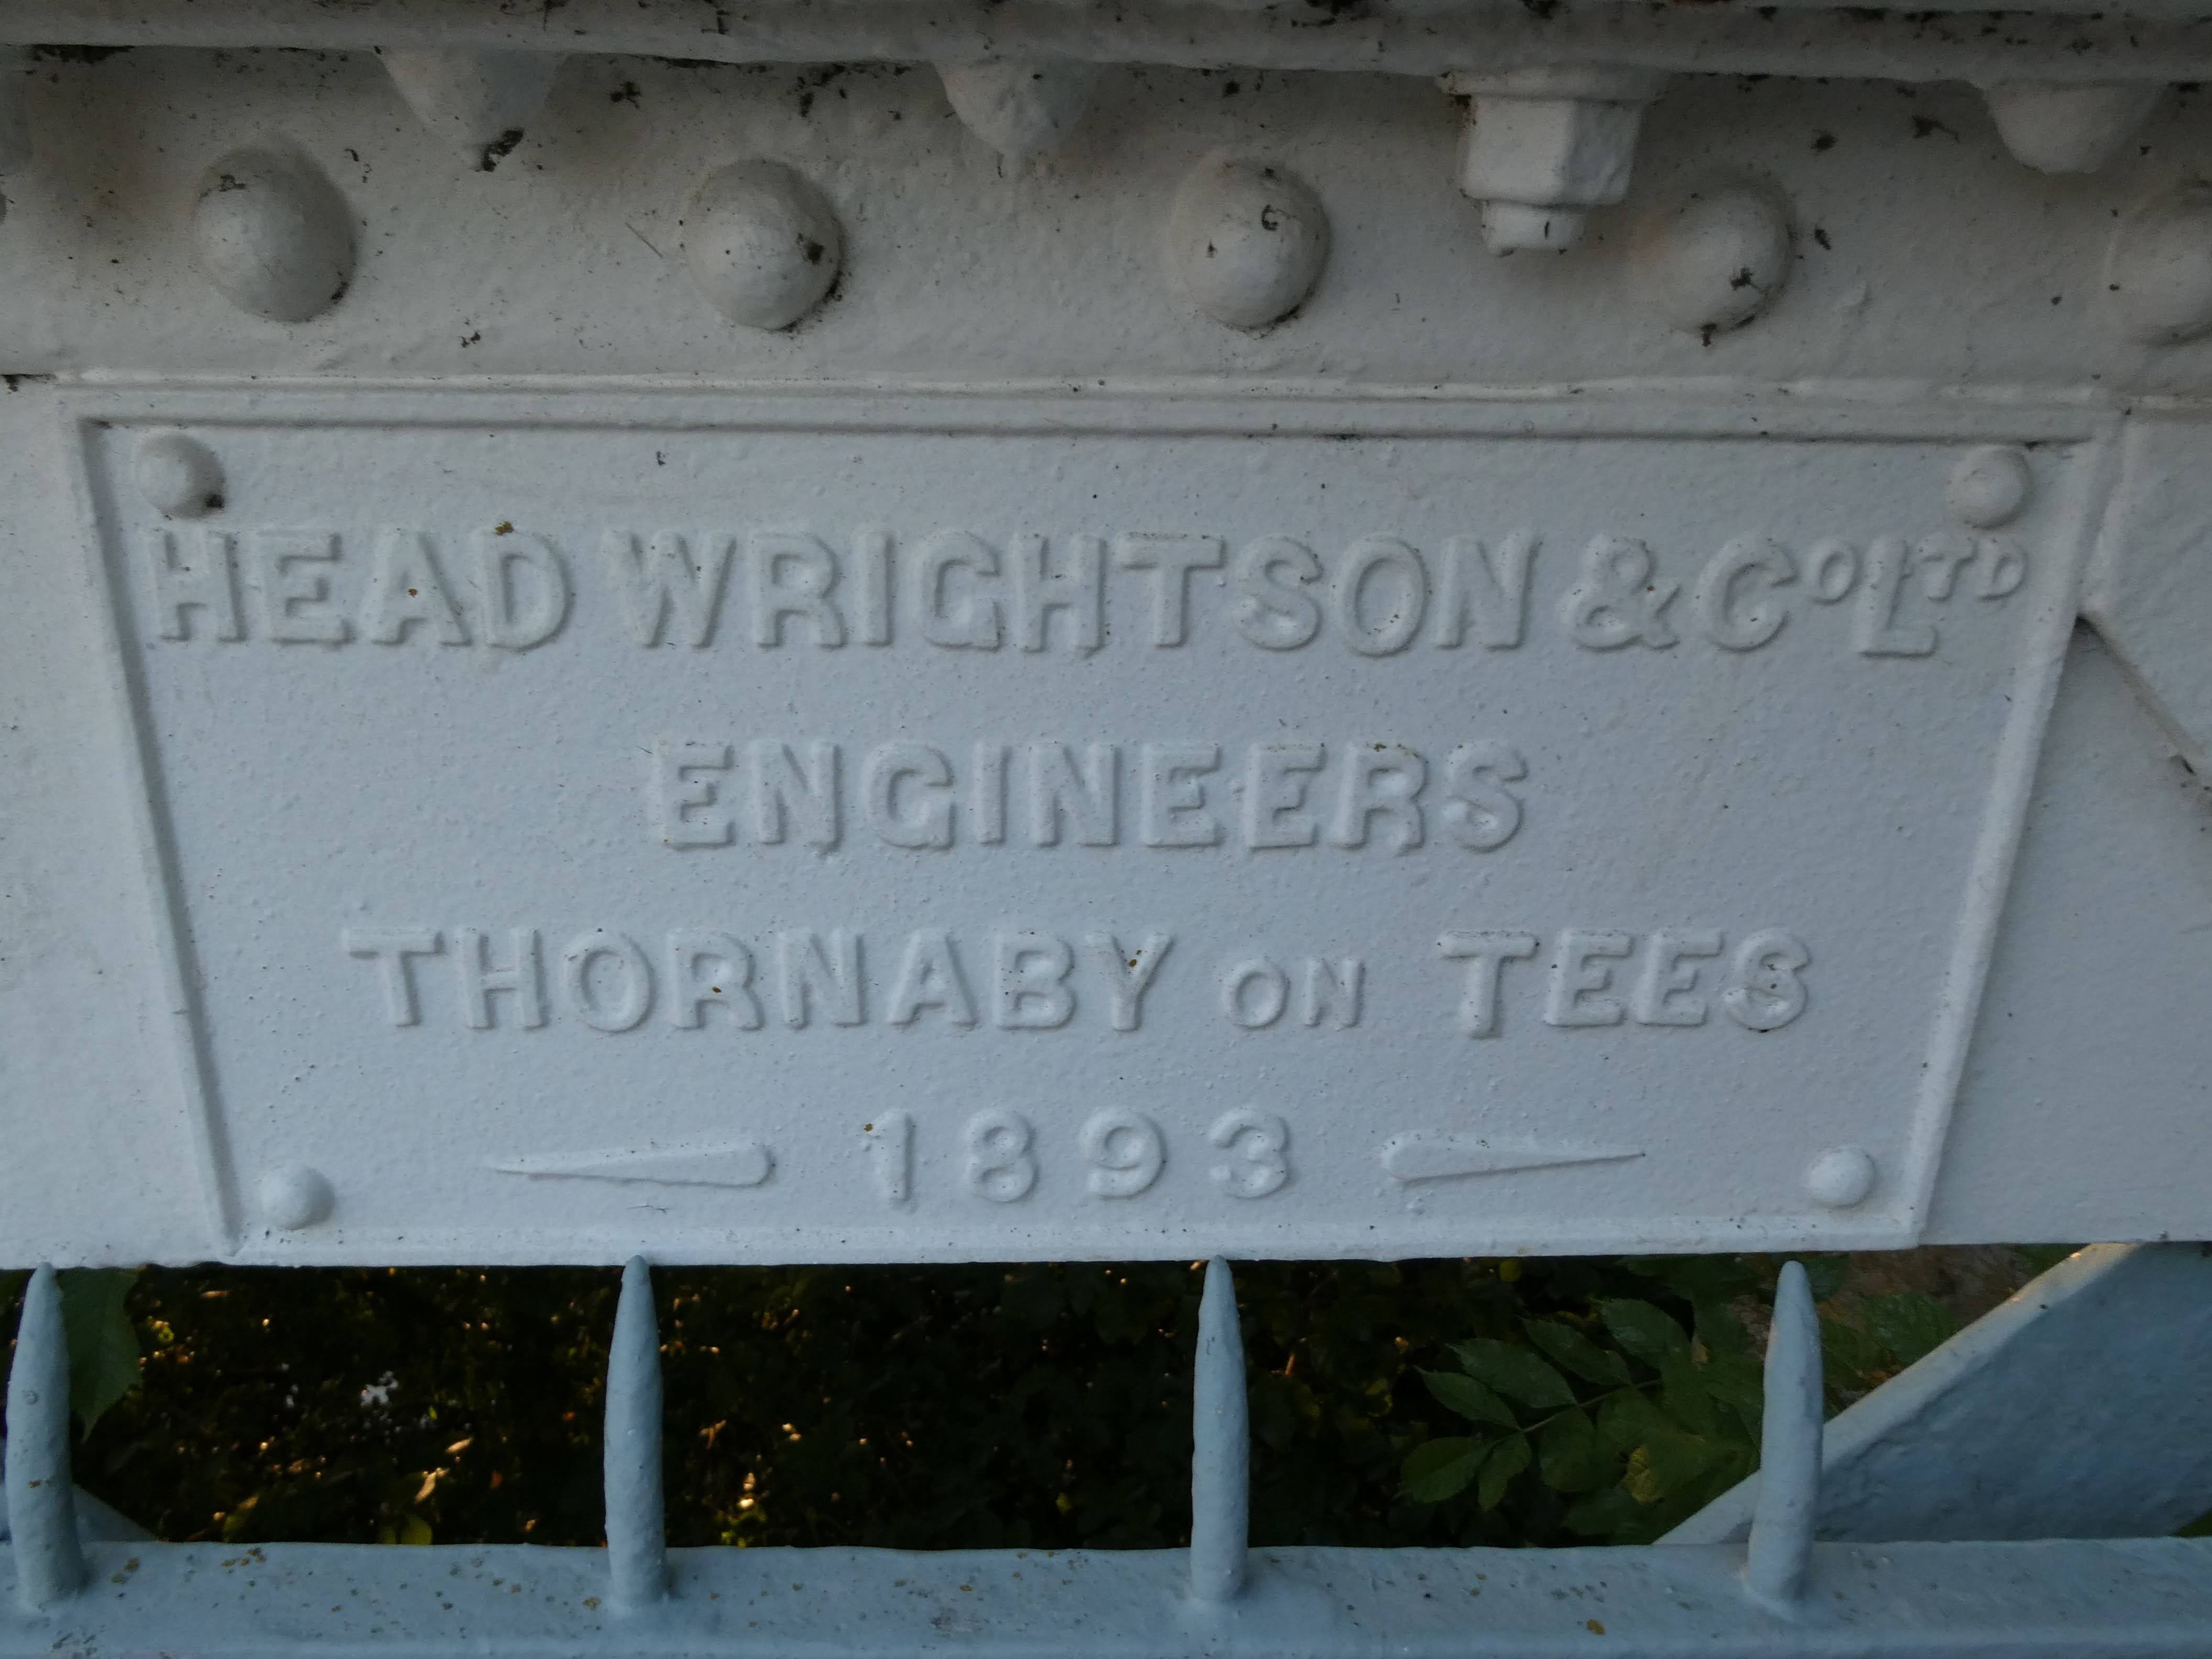 HEAD WRIGHTSON & Co LTD
ENGINEERS
THORNABY ON TEES
1893